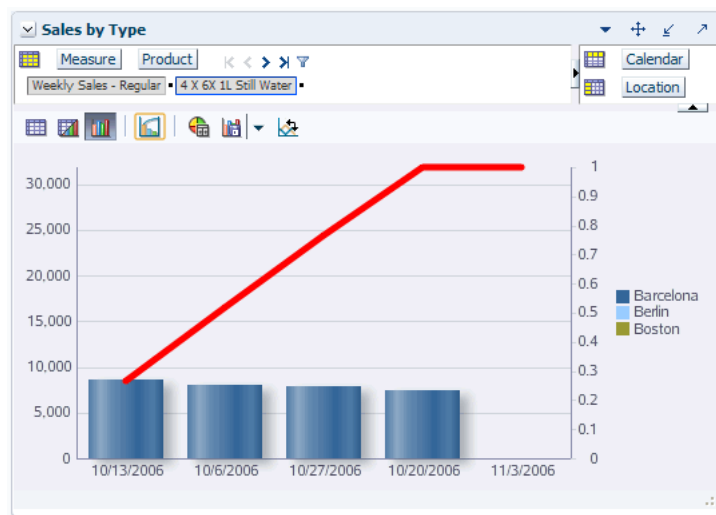 Sales by Type
Measure Product
Calendar
Weekly Sales - Regular 4 X 6X 1L Still Water
Location
30,000
25,000
20,000
15,000
10,000
5,000
0
1
0.9
0.8
0.7
0.6
0.5
0.4
0.3
0.2
0.1
0
10/13/2006 10/6/2006 10/27/2006 10/20/2006 11/3/2006
Barcelona
Berlin
Boston